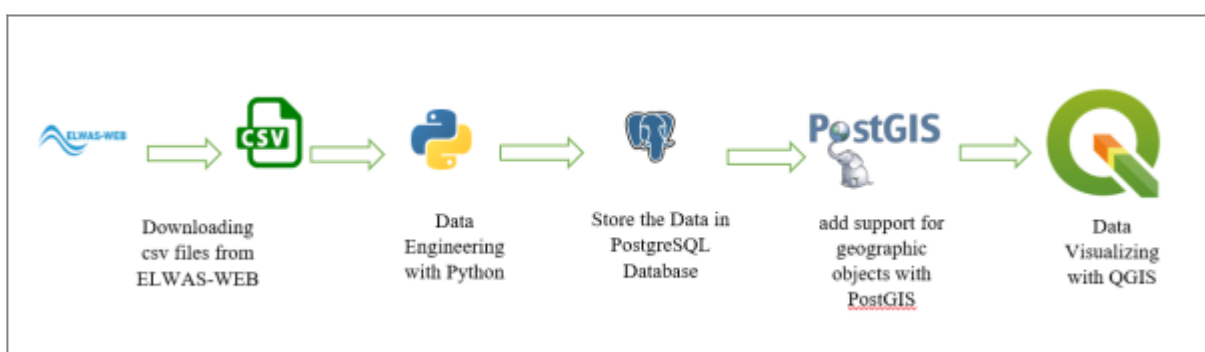 ELWAS-WEB
CSV
PostGIS
Downloading
csv files from
ELWAS-WEB
Data
Engineering
with Python
Store the Data in
PostgreSQL
Database
add support for
geographic
objects with
PostGIS
Data
Visualizing
with QGIS